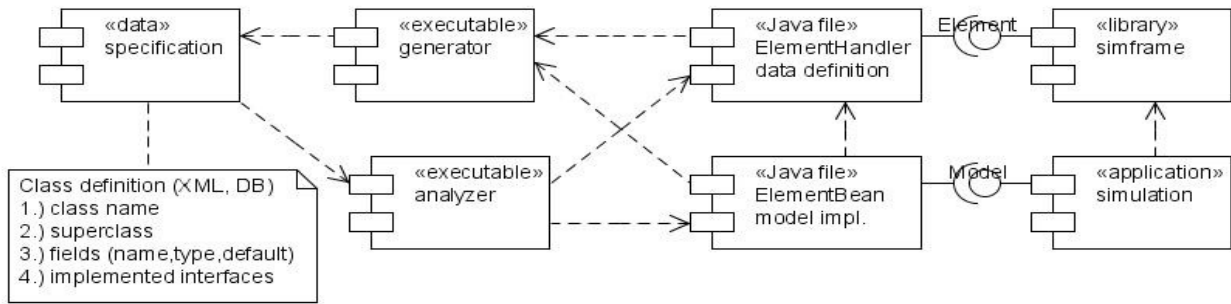 «data»
specification
«executable»
generator
«Java file»
ElementHandler
data definition
Element
«library»
simframe
Class definition (XML, DB)
1.) class name
2.) superclass
3.) fields (name,type,default)
4.) implemented interfaces
«executable»
analyzer
«Java file»
ElementBean
model impl.
Model
«application»
simulation